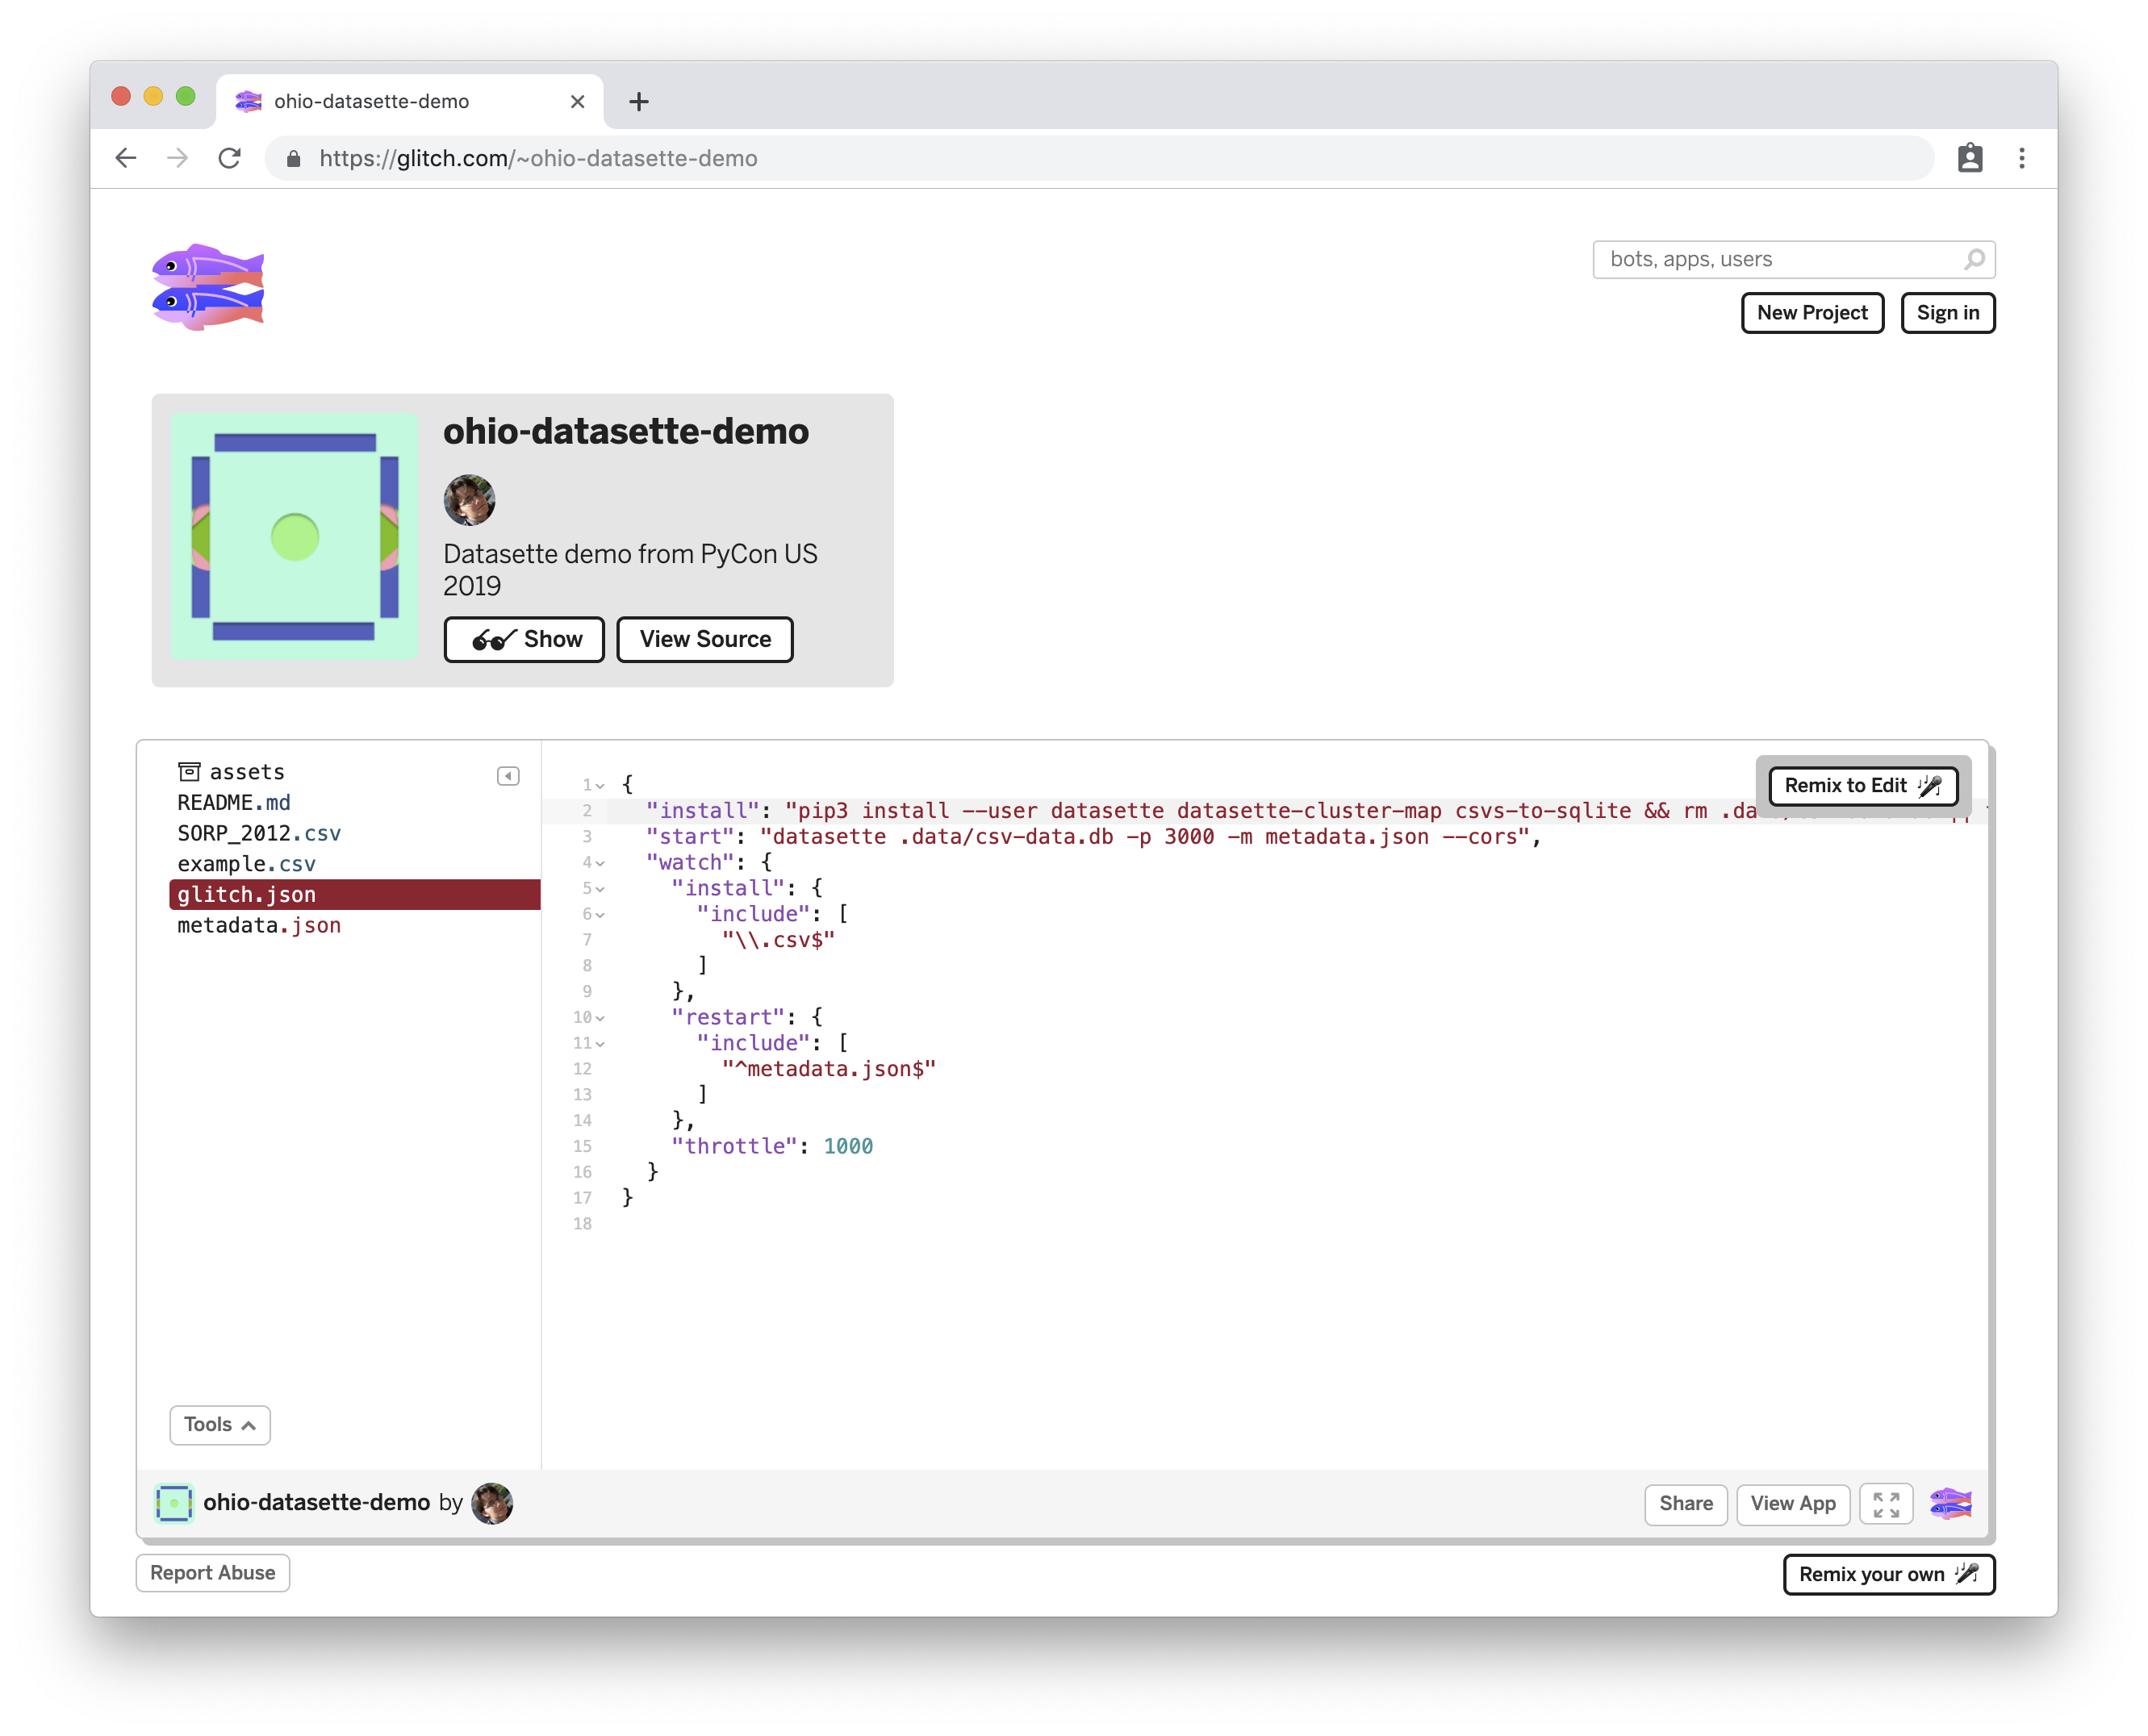 ohio-datasette-demo
https://glitch.com/~ohio-datasette-demo
bots, apps, users
New Project
Sign in
ohio-datasette-demo
Datasette demo from PyCon US
2019
Show
View Source
assets
README.md
SORP_2012.csv
example.csv
glitch.json
metadata.json
Tools
Remix to Edit
1 {
2 "install": "pip3 install --user datasette datasette-cluster-map csvs-to-sqlite && rm
3 "start": "datasette .data/csv-data.db -p 3000 -m metadata.json --cors",
4 "watch": {
5 "install": {
6 "include": [
7 "\\.csv$"
8 ]
9 },
10 "restart": {
11 "include": [
12 "^metadata.json$"
13 ]
14 },
15 "throttle": 1000
16 }
17 }
18
ohio-datasette-demo by
Share
View App
Report Abuse
Remix your own